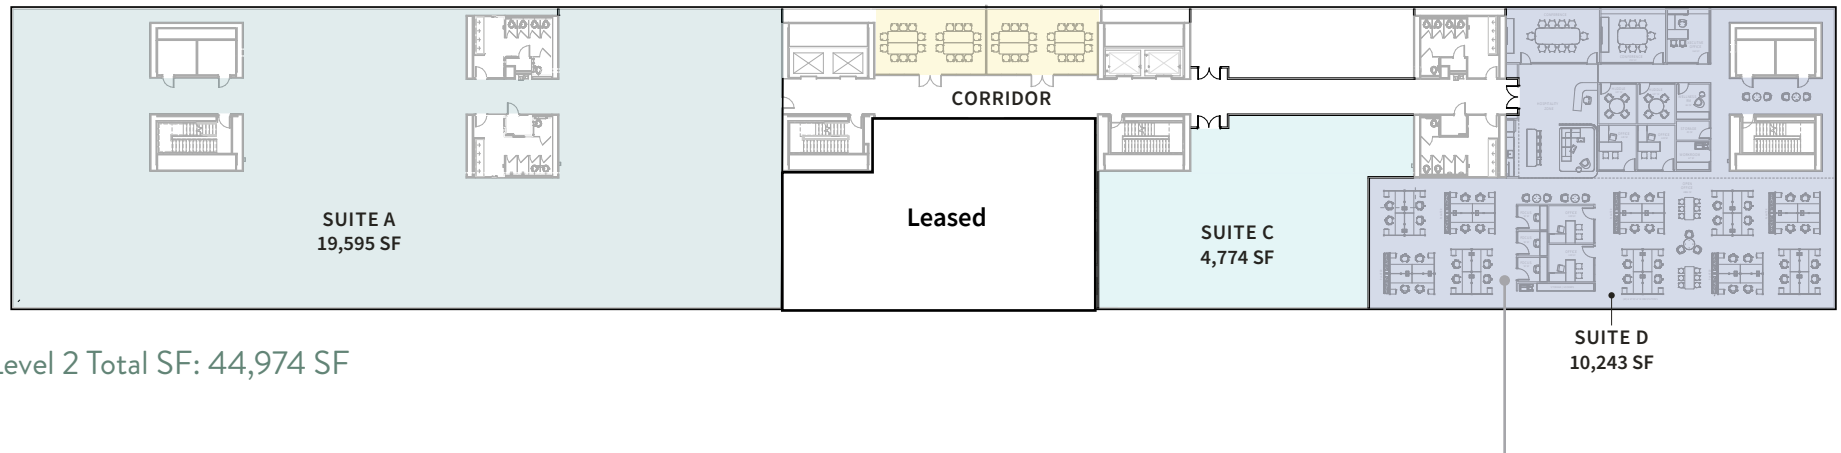 CORRIDOR
SUITE A
19,595 SF
Leased
SUITE C
4,774 SF
SUITE D
10,243 SF
Level 2 Total SF: 44,974 SF